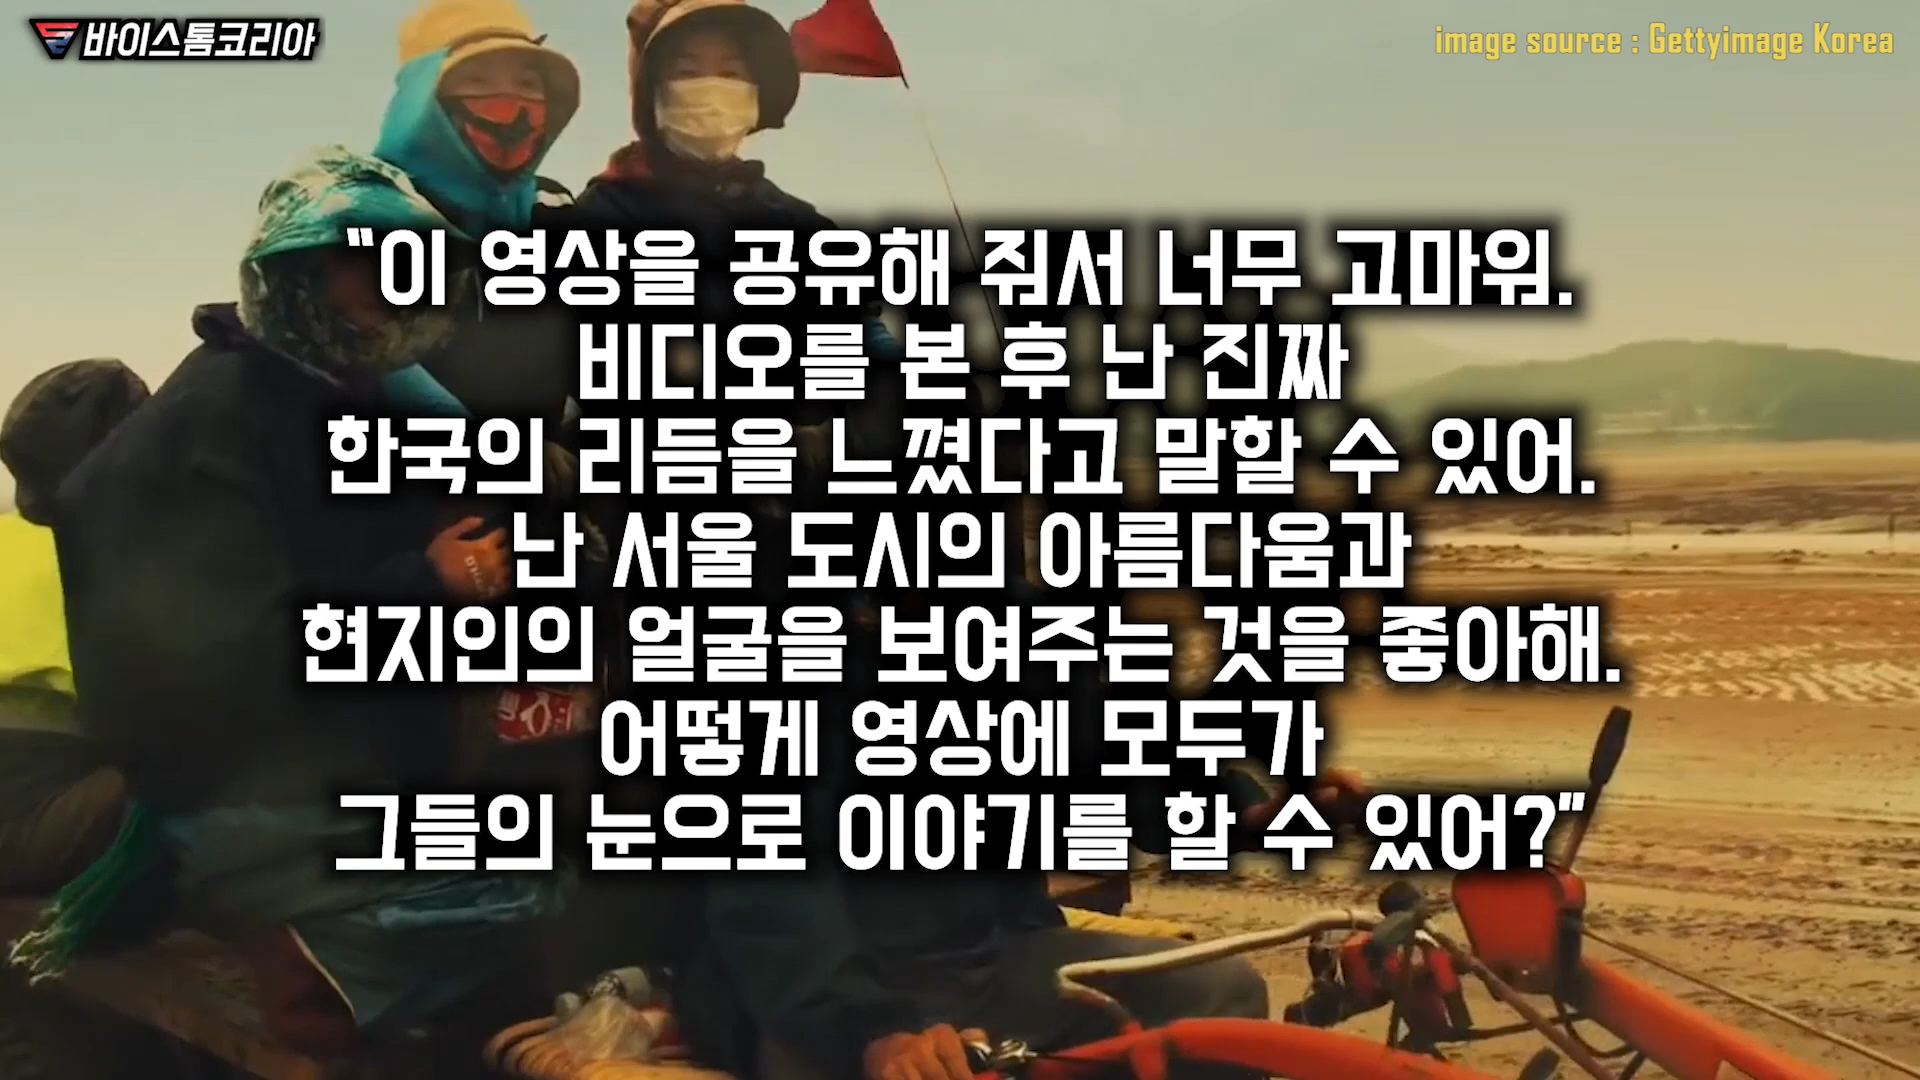 바이스톰코리아
image source : Gettyimage Korea
"이 영상을 공유해 줘서 너무 고마워.
비디오를 본 후 난 진짜
한국의 리듬을 느꼈다고 말할 수 있어.
난 서울 도시의 아름다움과
현지인의 얼굴을 보여주는 것을 좋아해.
어떻게 영상에 모두가
그들의 눈으로 이야기를 할 수 있어?"